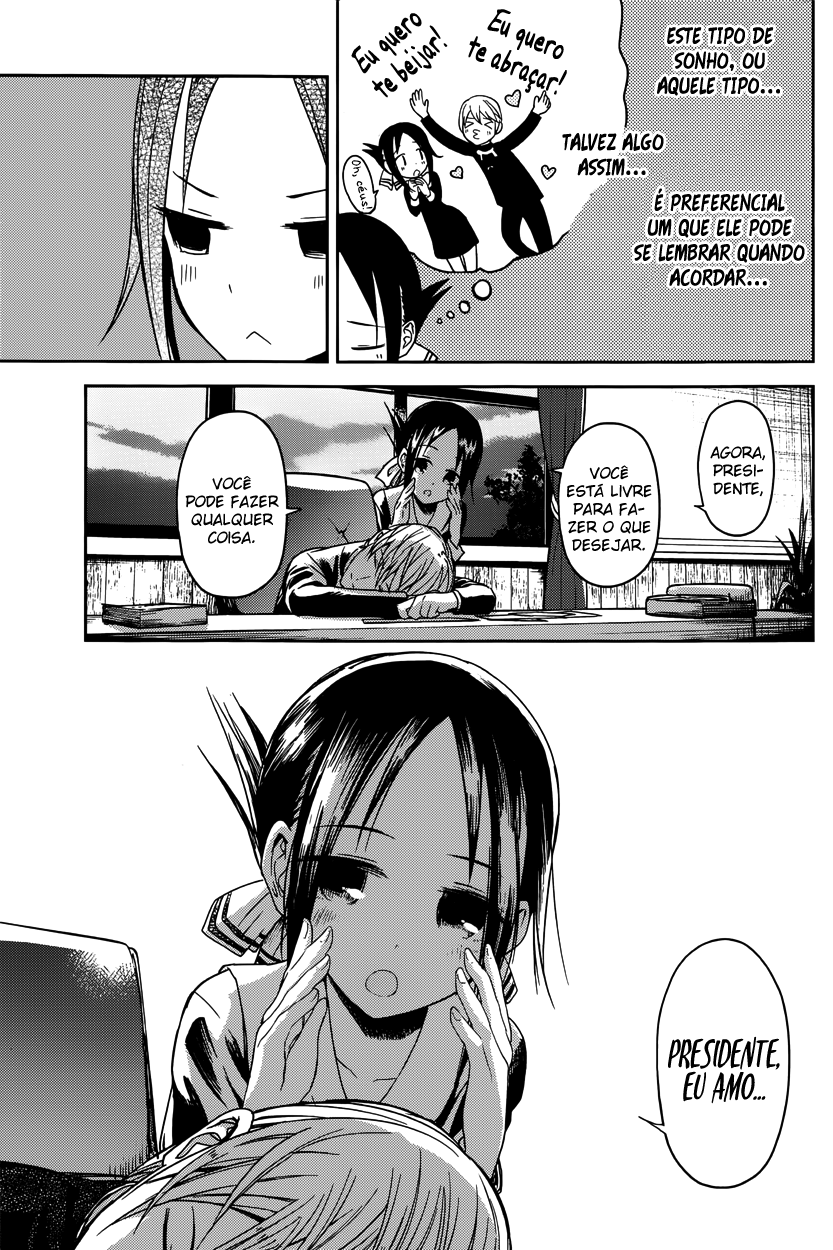 ESTE TIPO DE
SONHO, OU
AQUELE TIPO...
TALVEZ ALGO
ASSIM...
É PREFERENCIAL
UM QUE ELE PODE
SE LEMBRAR QUANDO
ACORDAR...
Eu quero
te abraçar!
Eu quero
te beijar!
Oh, céus!
AGORA,
PRESI-
DENTE,
VOCÊ
ESTÁ LIVRE
PARA FA-
ZER O QUE
DESEJAR.
VOCÊ
PODE FAZER
QUALQUER
COISA.
PRESIDENTE,
EU AMO...